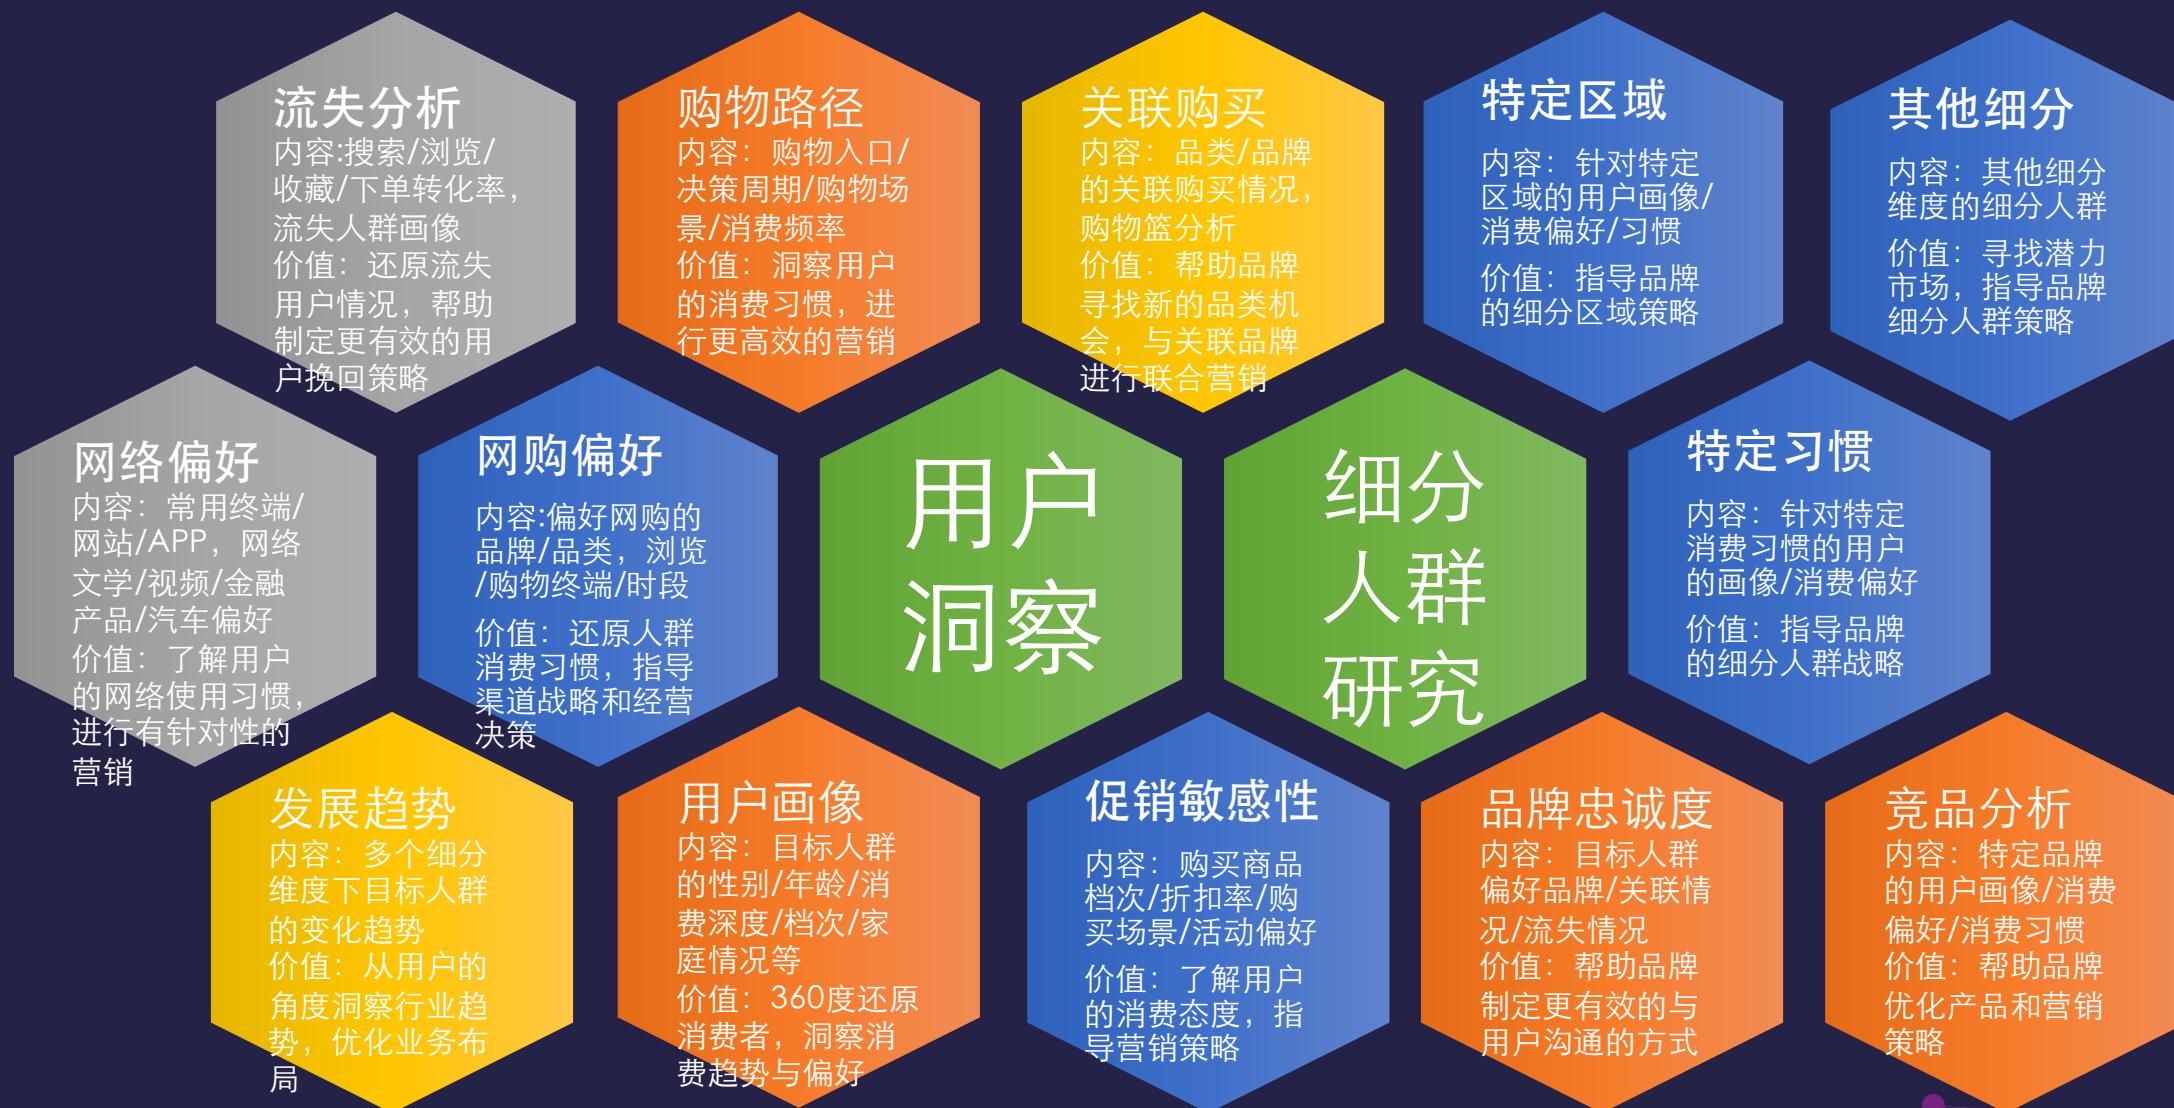 流失分析
内容:搜索/浏览/
收藏/下单转化率，
流失人群画像
价值：还原流失
用户情况，帮助
制定更有效的用
户挽回策略
购物路径
内容：购物入口/
决策周期/购物场
景/消费频率
价值：洞察用户
的消费习惯，进
行更高效的营销
关联购买
内容：品类/品牌
的关联购买情况，
购物篮分析
价值：帮助品牌
寻找新的品类机
会，与关联品牌
进行联合营销
特定区域
内容：针对特定
区域的用户画像/
消费偏好/习惯
价值：指导品牌
的细分区域策略
其他细分
内容：其他细分
维度的细分人群
价值：寻找潜力
市场，指导品牌
细分人群策略
网络偏好
内容：常用终端/
网站/APP，网络
文学/视频/金融
产品/汽车偏好
价值：了解用户
的网络使用习惯，
进行有针对性的
营销
网购偏好
内容:偏好网购的
品牌/品类，浏览
/购物终端/时段
价值：还原人群
消费习惯，指导
渠道战略和经营
决策
用户
洞察
细分
人群
研究
特定习惯
内容：针对特定
消费习惯的用户
的画像/消费偏好
价值：指导品牌
的细分人群战略
发展趋势
内容：多个细分
维度下目标人群
的变化趋势
价值：从用户的
角度洞察行业趋
势，优化业务布
局
用户画像
内容：目标人群
的性别/年龄/消
费深度/档次/家
庭情况等
价值：360度还原
消费者，洞察消
费趋势与偏好
促销敏感性
内容：购买商品
档次/折扣率/购
买场景/活动偏好
价值：了解用户
的消费态度，指
导营销策略
品牌忠诚度
内容：目标人群
偏好品牌/关联情
况/流失情况
价值：帮助品牌
制定更有效的与
用户沟通的方式
竞品分析
内容：特定品牌
的用户画像/消费
偏好/消费习惯
价值：帮助品牌
优化产品和营销
策略